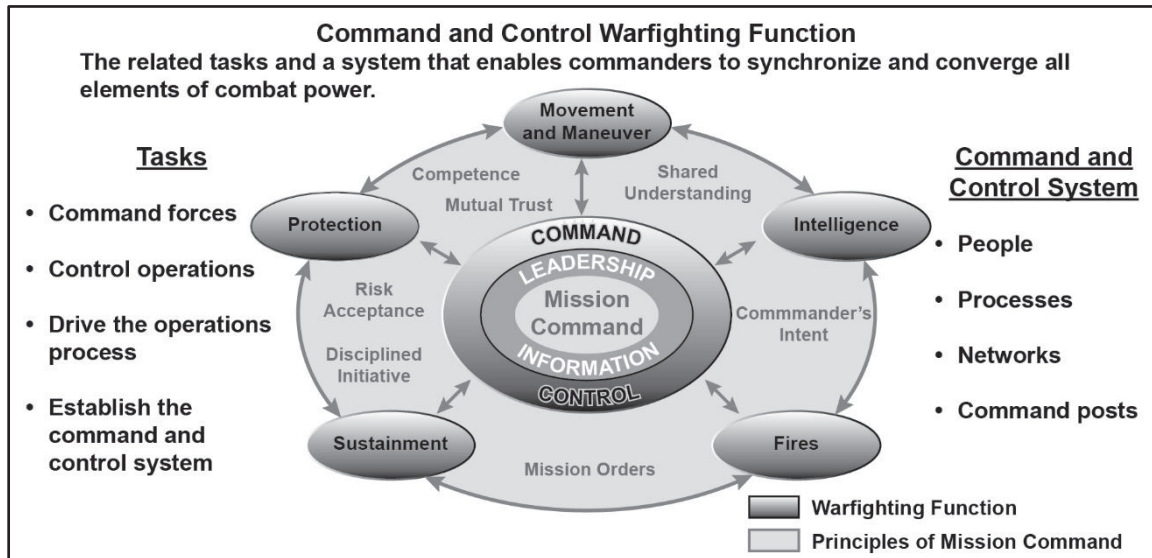 Command and Control Warfighting Function
The related tasks and a system that enables commanders to synchronize and converge all
elements of combat power.
Tasks
• Command forces
• Control operations
• Drive the operations
process
• Establish the
command and
control system
Movement
and Maneuver
Competence
Mutual Trust
Shared
Understanding
Protection
Intelligence
COMMAND
LEADERSHIP
Mission
Command
INFORMATION
CONTROL
Risk
Acceptance
Disciplined
Initiative
Commmander's
Intent
Sustainment
Fires
Mission Orders
Command and
Control System
• People
• Processes
• Networks
• Command posts
Warfighting Function
Principles of Mission Command